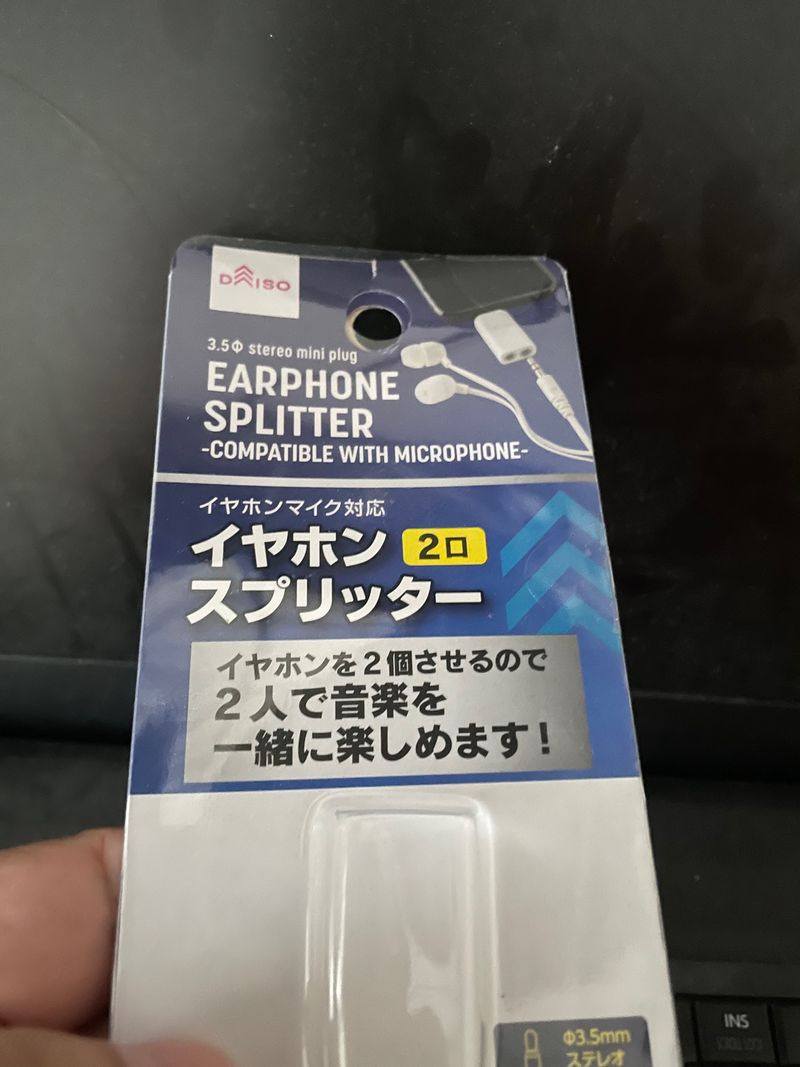 DAISO
3.5Φ stereo mini plug
EARPHONE
SPLITTER
-COMPATIBLE WITH MICROPHONE-
イヤホンマイク対応
イヤホン 2口
スプリッター
イヤホンを2個させるので
2人で音楽を
一緒に楽しめます!
Φ3.5mm
ステレオ
INS